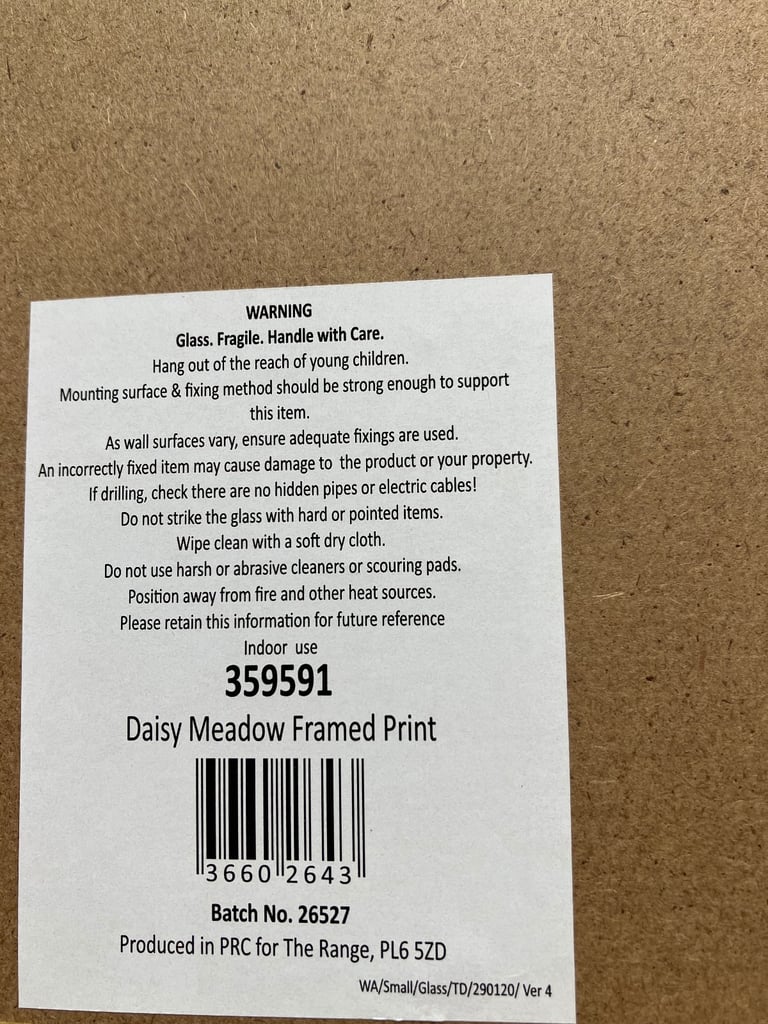 WARNING
Glass. Fragile. Handle with Care.
Hang out of the reach of young children.
Mounting surface & fixing method should be strong enough to support
this item.
As wall surfaces vary, ensure adequate fixings are used.
An incorrectly fixed item may cause damage to the product or your property.
If drilling, check there are no hidden pipes or electric cables!
Do not strike the glass with hard or pointed items.
Wipe clean with a soft dry cloth.
Do not use harsh or abrasive cleaners or scouring pads.
Position away from fire and other heat sources.
Please retain this information for future reference
Indoor use
359591
Daisy Meadow Framed Print
3660 2643
Batch No. 26527
Produced in PRC for The Range, PL6 5ZD
WA/Small/Glass/TD/290120/ Ver 4